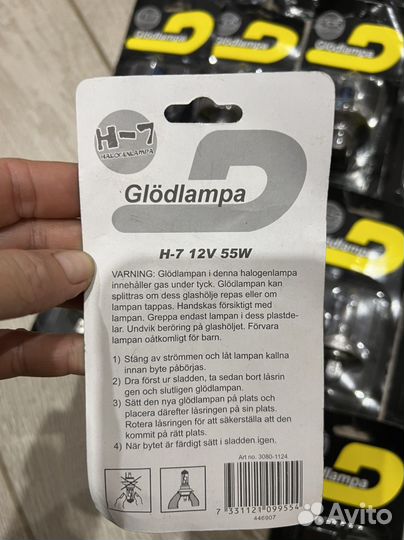 H-7
HALOGENLAMPA
Glödlampa
H-7 12V 55W
VARNING: Glödlampan i denna halogenlampa
innehåller gas under tyck. Glödlampan kan
splittras om dess glashölje repas eller om
lampan tappas. Handskas försiktigt med
lampan. Greppa endast lampan i dess plastde-
lar. Undvik beröring på glashöljet. Förvara
lampan oåtkomligt för barn.
1) Stäng av strömmen och låt lampan kallna
innan påbörjas.
2) Dra först ur sladden, ta sedan bort låsrin
gen och slutligen glödlampan.
3) Sätt den nya glödlampan på plats och
placera därefter låsringen på sin plats.
Rotera låsringen för att säkerställa att den
kommit på rätt plats.
4) När bytet är färdigt sätt i sladden igen.
Art no. 3080-1124
7 331121 099554
446907
Glödlampa
Glödlampa
Glödlampa
Avito